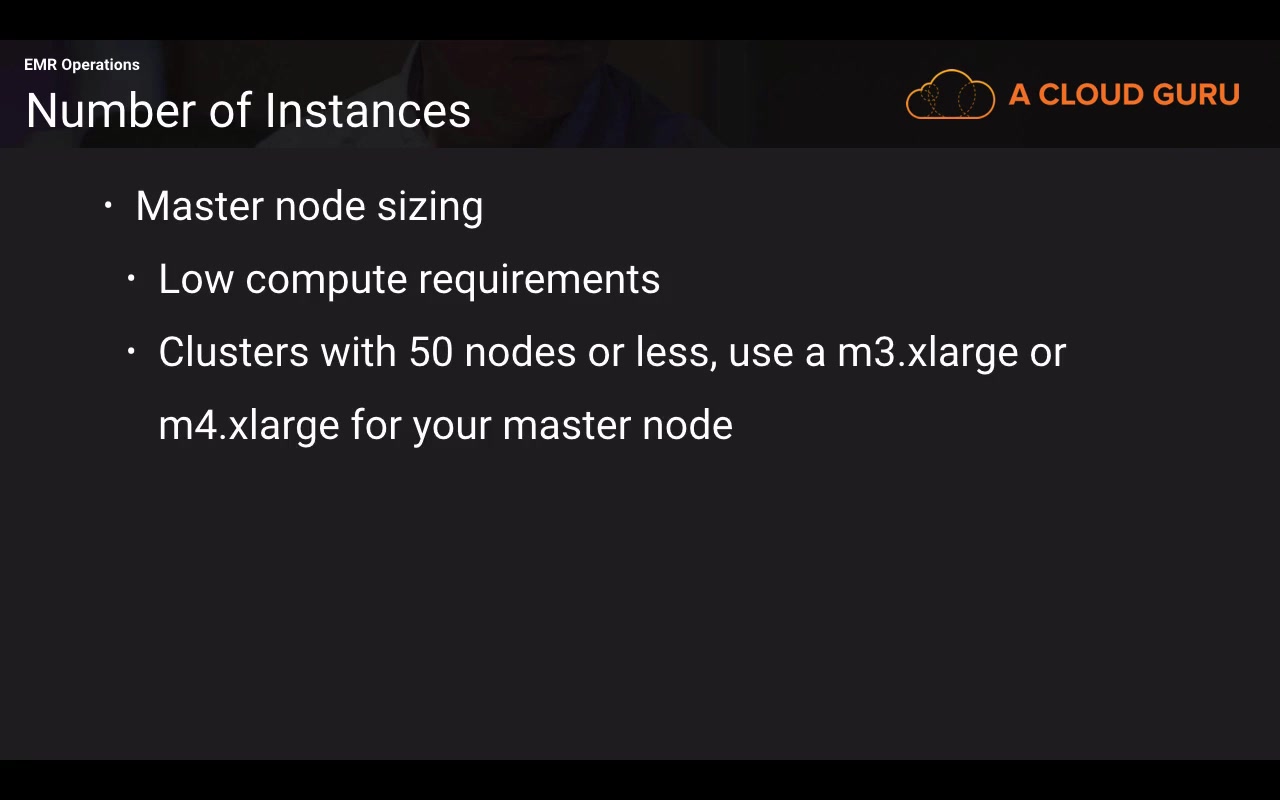 EMR Operations
Number of Instances
A CLOUD GURU
• Master node sizing
• Low compute requirements
• Clusters with 50 nodes or less, use a m3.xlarge or
m4.xlarge for your master node